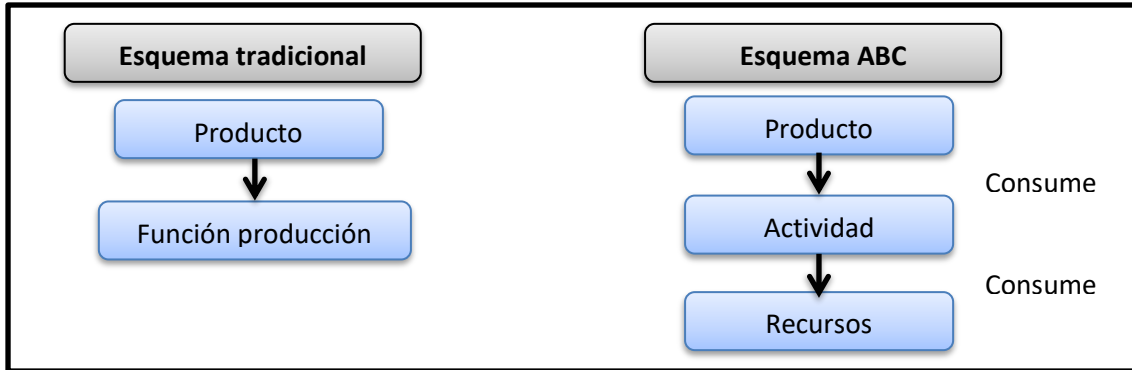 Esquema tradicional
Producto
Función producción
Esquema ABC
Producto
Consume
Actividad
Consume
Recursos